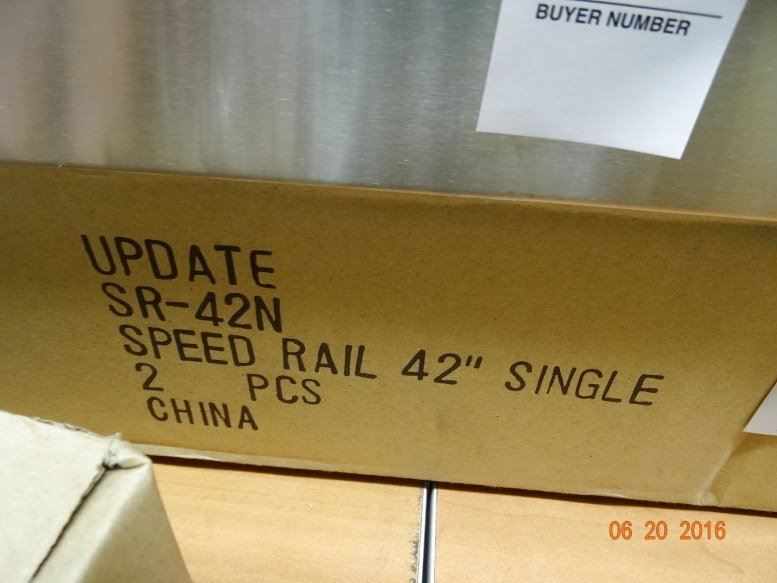 BUYER NUMBER
UPDATE
SR-42N
SPEED RAIL 42" SINGLE
2 PCS
CHINA
06 20 2016